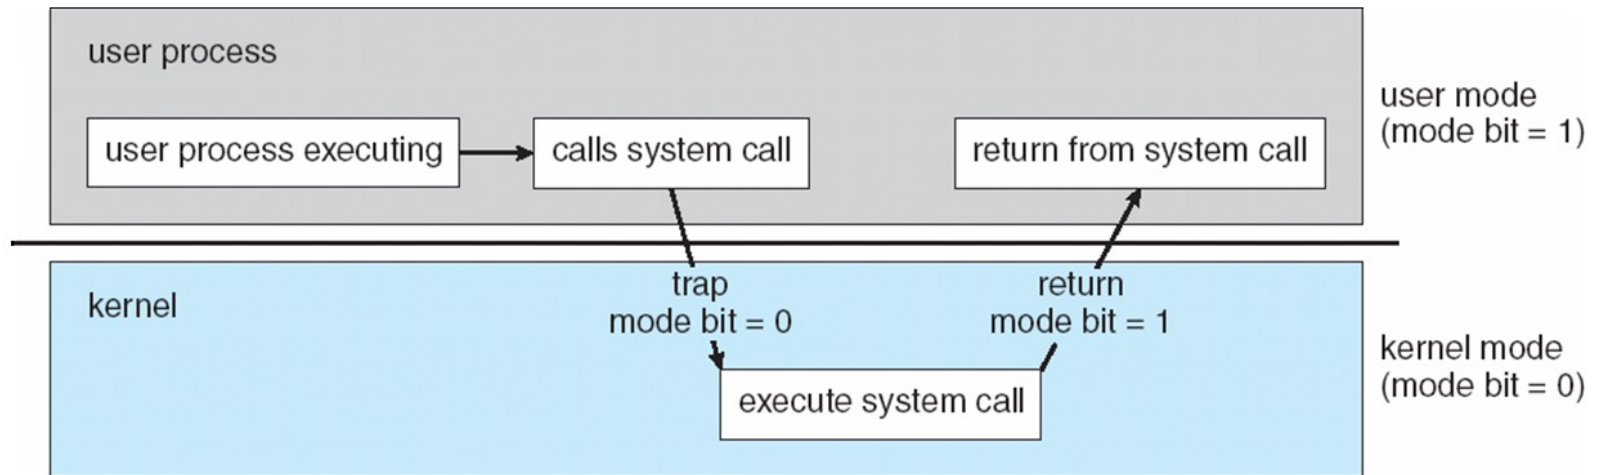 user process
user process executing
calls system call
return from system call
user mode
(mode bit = 1)
kernel
trap
mode bit = 0
return
mode bit = 1
execute system call
kernel mode
(mode bit = 0)